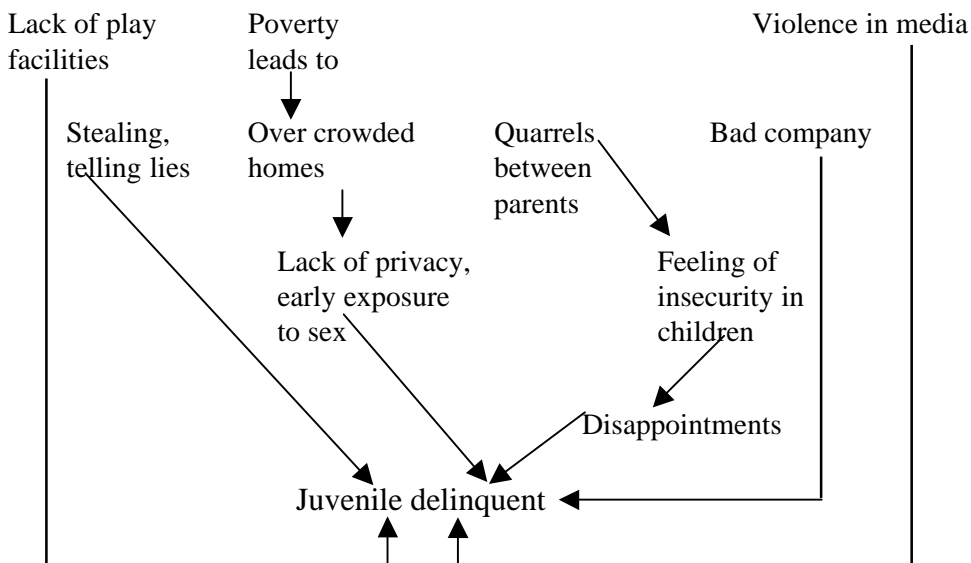 Lack of play
facilities
Poverty
leads to
Violence in media
Stealing,
telling lies
Over crowded
homes
Quarrels
between
parents
Bad company
Lack of privacy,
early exposure
to sex
Feeling of
insecurity in
children
Disappointments
Juvenile delinquent